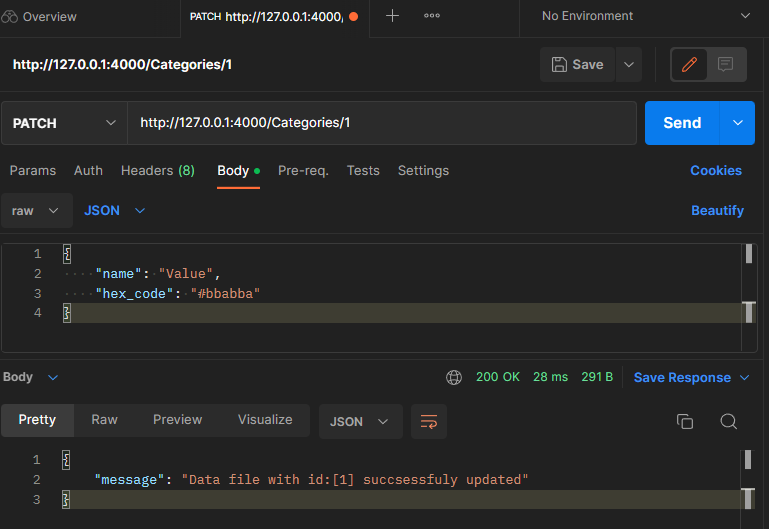 Overview
PATCH http://127.0.0.1:4000,
No Environment
http://127.0.0.1:4000/Categories/1
Save
PATCH
http://127.0.0.1:4000/Categories/1
Send
Params Auth Headers (8) Body Pre-req. Tests Settings Cookies
raw JSON Beautify
1 {
2 "name": "Value",
3 "hex_code": "#bbabba"
4 }
Body 200 OK 28 ms 291 B Save Response
Pretty Raw Preview Visualize JSON
1 {
2 "message": "Data file with id:[1] succsessfuly updated"
3 }